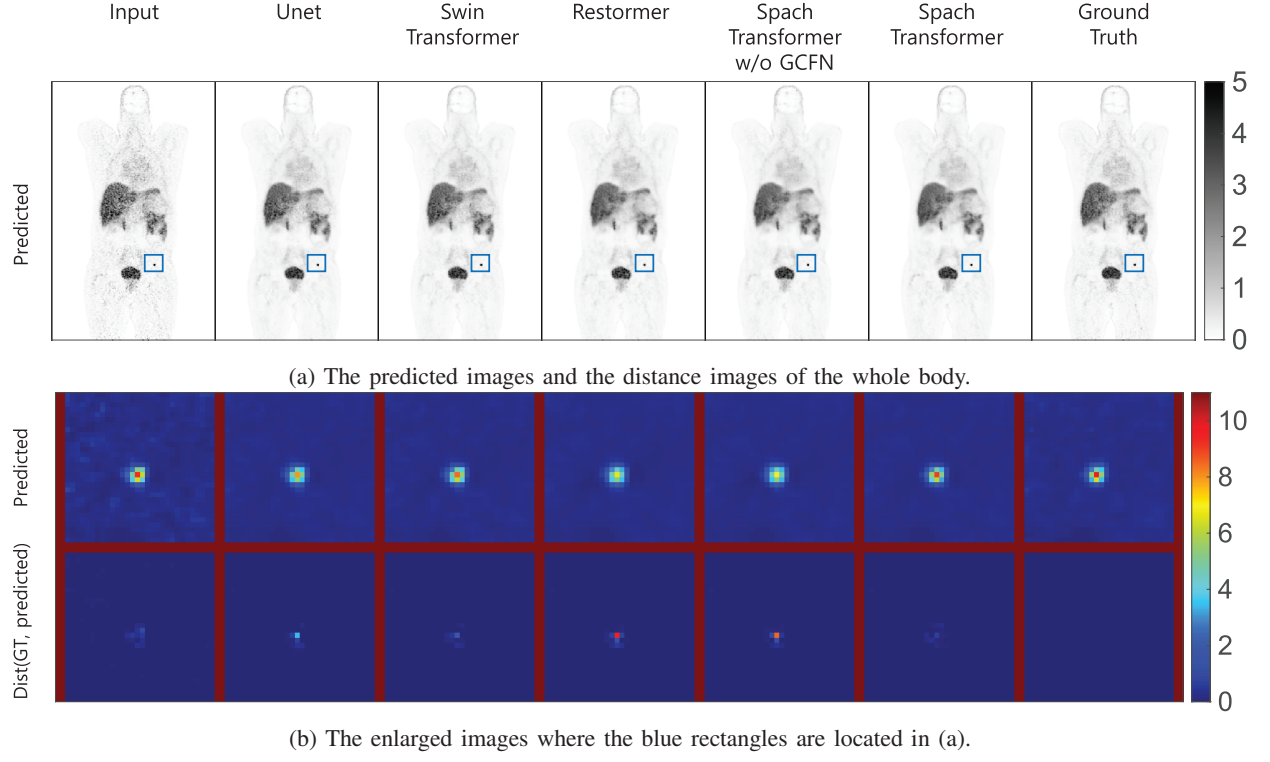 Input
Unet
Swin
Transformer
Restormer
Spach
Transformer
w/o GCFN
Spach
Transformer
Ground
Truth
Predicted
5
4
3
2
1
0
(a) The predicted images and the distance images of the whole body.
Predicted
Dist(GT, predicted)
10
8
6
4
2
0
(b) The enlarged images where the blue rectangles are located in (a).